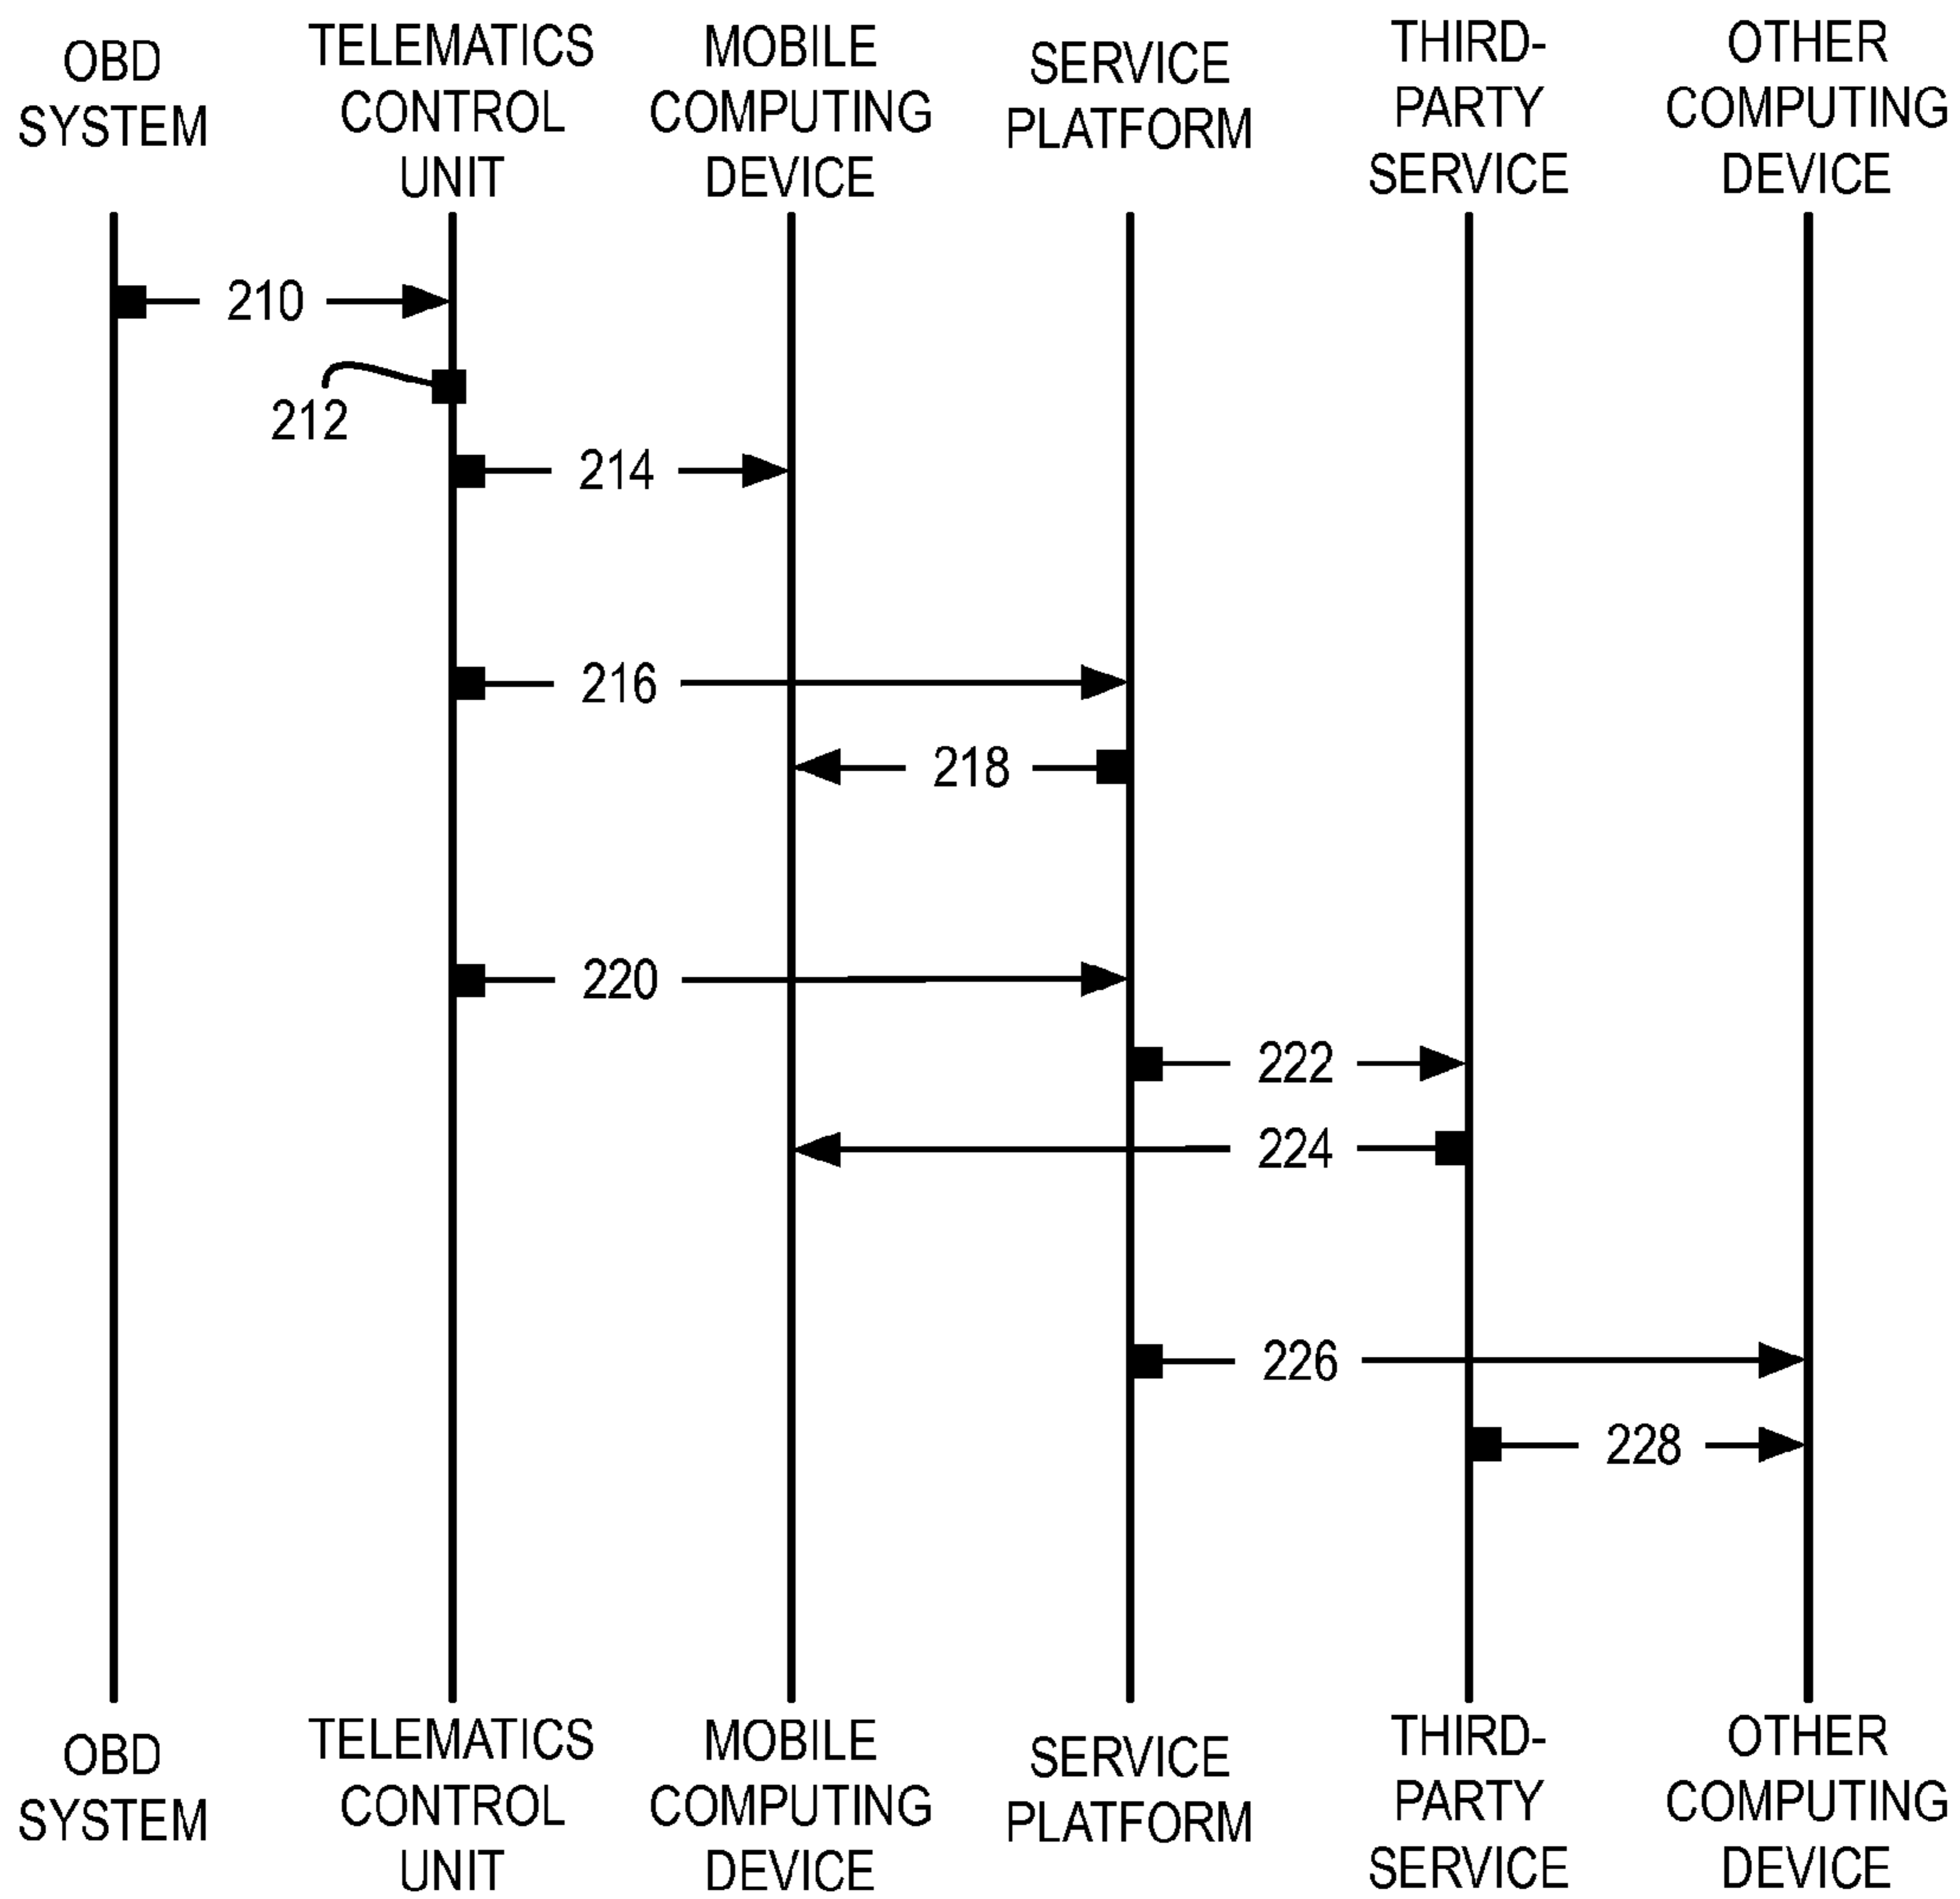 OBD
SYSTEM
TELEMATICS
CONTROL
UNIT
MOBILE
COMPUTING
DEVICE
SERVICE
PLATFORM
THIRD-
PARTY
SERVICE
OTHER
COMPUTING
DEVICE
210
212
214
216
218
220
222
224
226
228
OBD
SYSTEM
TELEMATICS
CONTROL
UNIT
MOBILE
COMPUTING
DEVICE
SERVICE
PLATFORM
THIRD-
PARTY
SERVICE
OTHER
COMPUTING
DEVICE